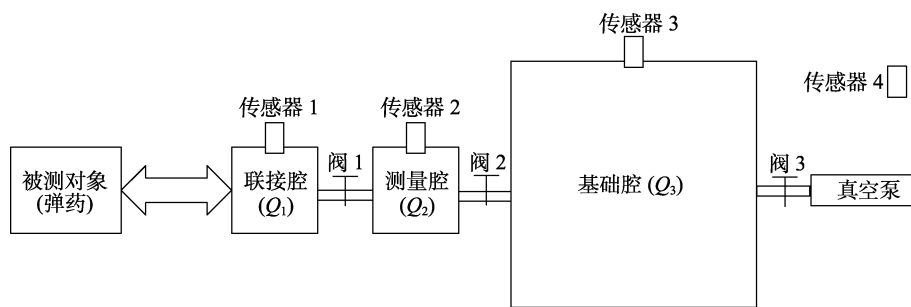 传感器 3
传感器 4
传感器 1
传感器 2
阀 1
阀 2
阀 3
被测对象
(弹药)
联接腔
(Q₁)
测量腔
(Q₂)
基础腔 (Q₃)
真空泵